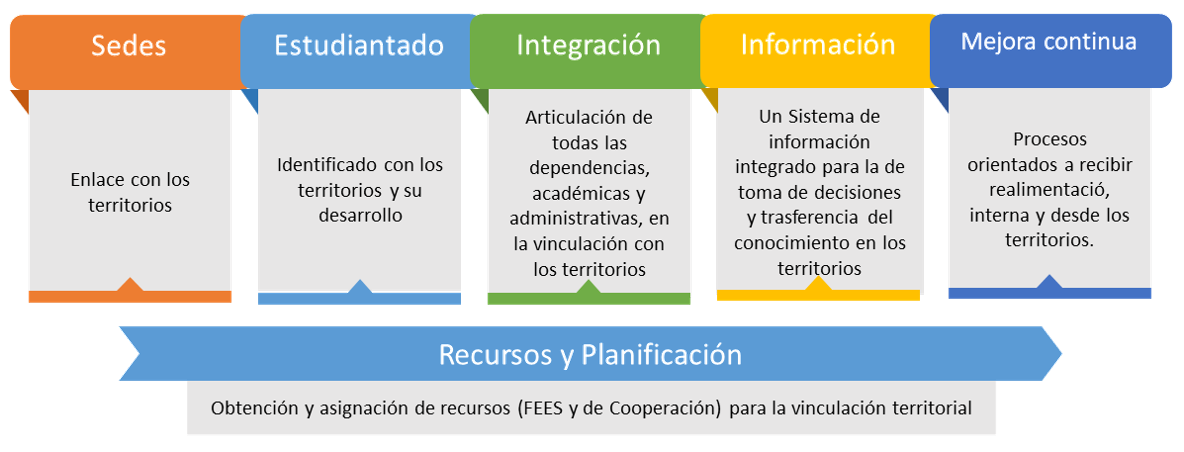 Sedes
Enlace con los
territorios
Estudiantado
Identificado con los
territorios y su
desarrollo
Integración
Articulación de
todas las
dependencias,
académicas y
administrativas, en
la vinculación con
los territorios
Información
Un Sistema de
información
integrado para la de
toma de decisiones
y trasferencia del
conocimiento en los
territorios
Mejora continua
Procesos
orientados a recibir
realimentació,
interna y desde los
territorios.
Recursos y Planificación
Obtención y asignación de recursos (FEES y de Cooperación) para la vinculación territorial